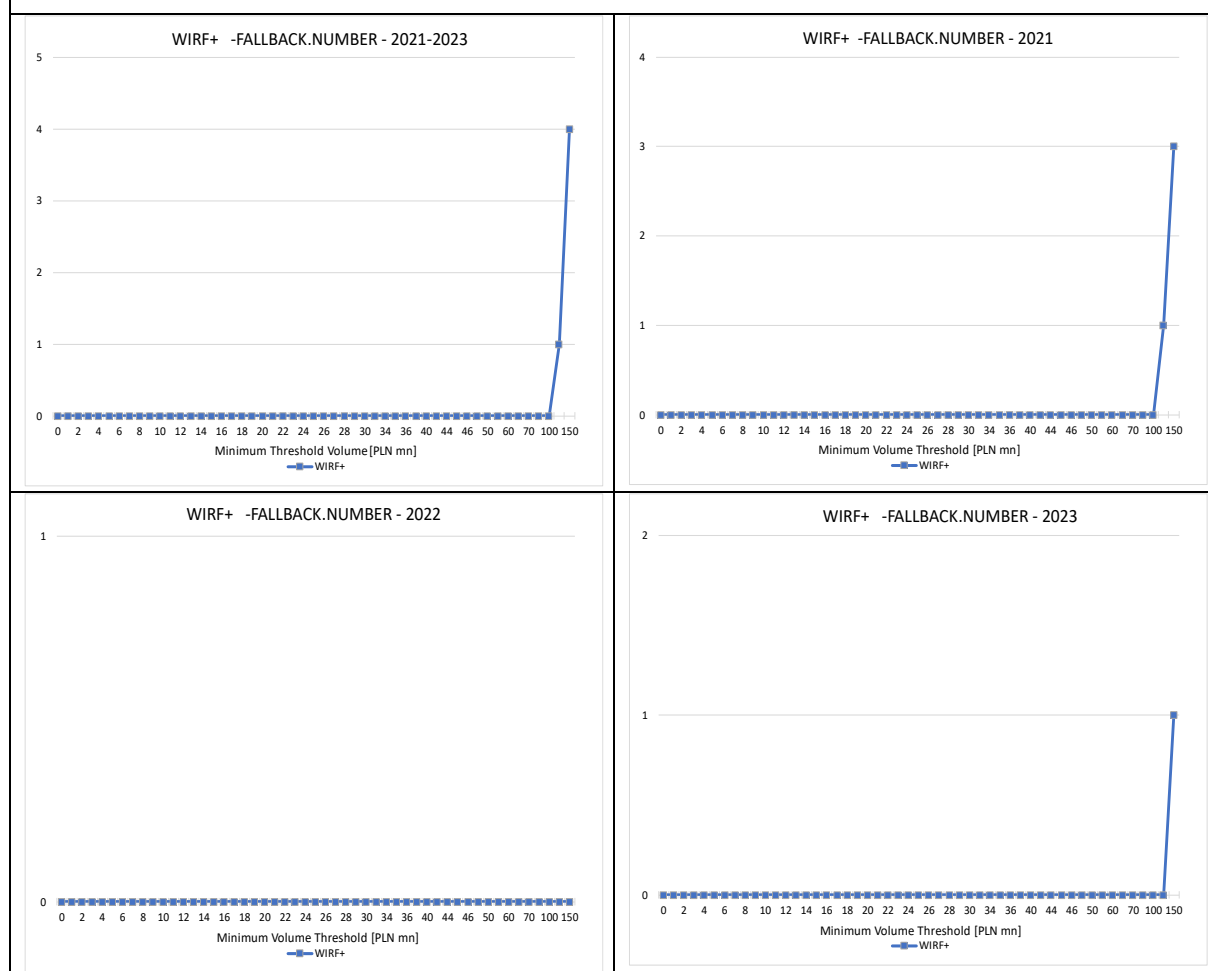 WIRF+ -FALLBACK.NUMBER - 2021-2023
5
4
3
2
1
0
0 2 4 6 8 10 12 14 16 18 20 22 24 26 28 30 34 36 40 44 46 50 60 70 100 150
Minimum Threshold Volume [PLN mn]
WIRF+
WIRF+ -FALLBACK.NUMBER - 2021
4
3
2
1
0
0 2 4 6 8 10 12 14 16 18 20 22 24 26 28 30 34 36 40 44 46 50 60 70 100 150
Minimum Volume Threshold [PLN mn]
WIRF+
WIRF+ -FALLBACK.NUMBER - 2022
1
0
0 2 4 6 8 10 12 14 16 18 20 22 24 26 28 30 34 36 40 44 46 50 60 70 100 150
Minimum Volume Threshold [PLN mn]
WIRF+
WIRF+ -FALLBACK.NUMBER - 2023
2
1
0
0 2 4 6 8 10 12 14 16 18 20 22 24 26 28 30 34 36 40 44 46 50 60 70 100 150
Minimum Volume Threshold [PLN mn]
WIRF+